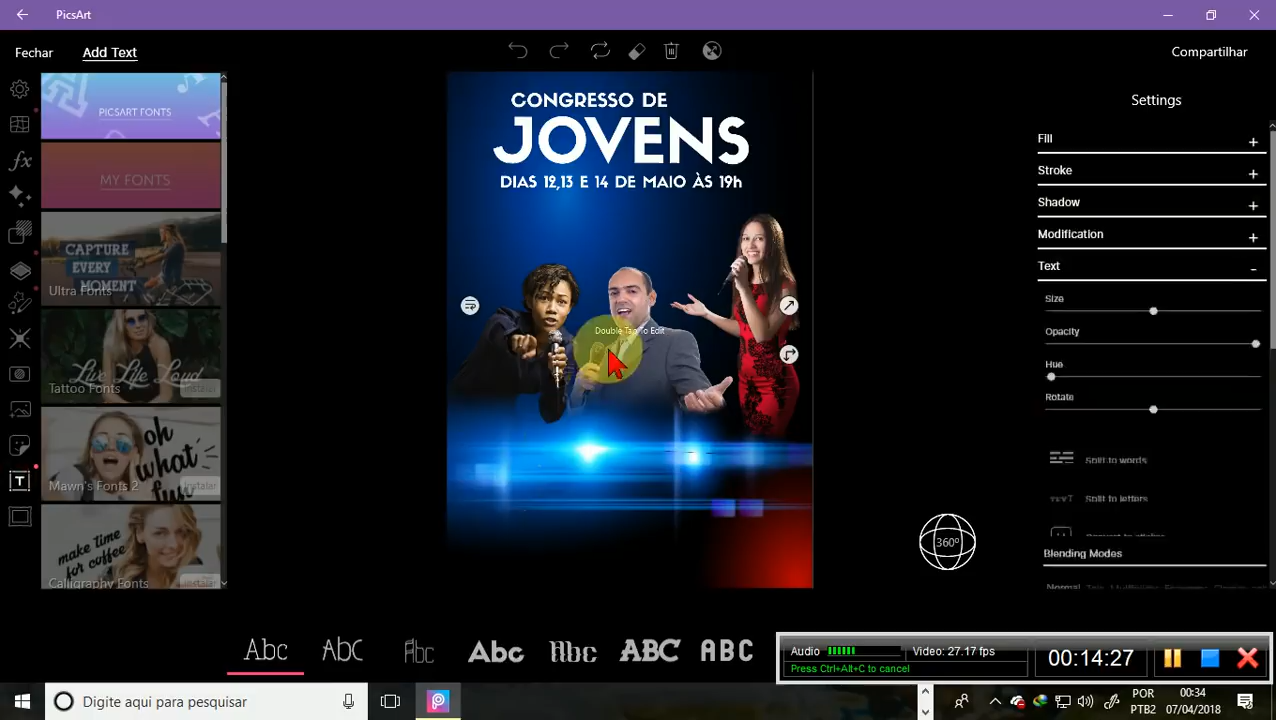 PicsArt
Fechar
Add Text
Compartilhar
PICSART FONTS
MY FONTS
CAPTURE
EVERY
MOMENT
Ultra Fonts
Live Life Loud
Tattoo Fonts
Instalar
oh
what
Mawn's Fonts 2
Instalar
make time
for coffee
Calligraphy Fonts
CONGRESSO DE
JOVENS
DIAS 12,13 E 14 DE MAIO ÀS 19h
Double Tap To Edit
360°
Settings
Fill
Stroke
Shadow
Modification
Text
Size
Opacity
Hue
Rotate
Split to words
Split to letters
Blending Modes
Normal
Abc
Abc
Abc
Abc
Abc
ABC
ABC
Audio
Video: 27.17 fps
Press Ctrl+Alt+C to cancel
00:14:27
Digite aqui para pesquisar
POR
PTB2
00:34
07/04/2018